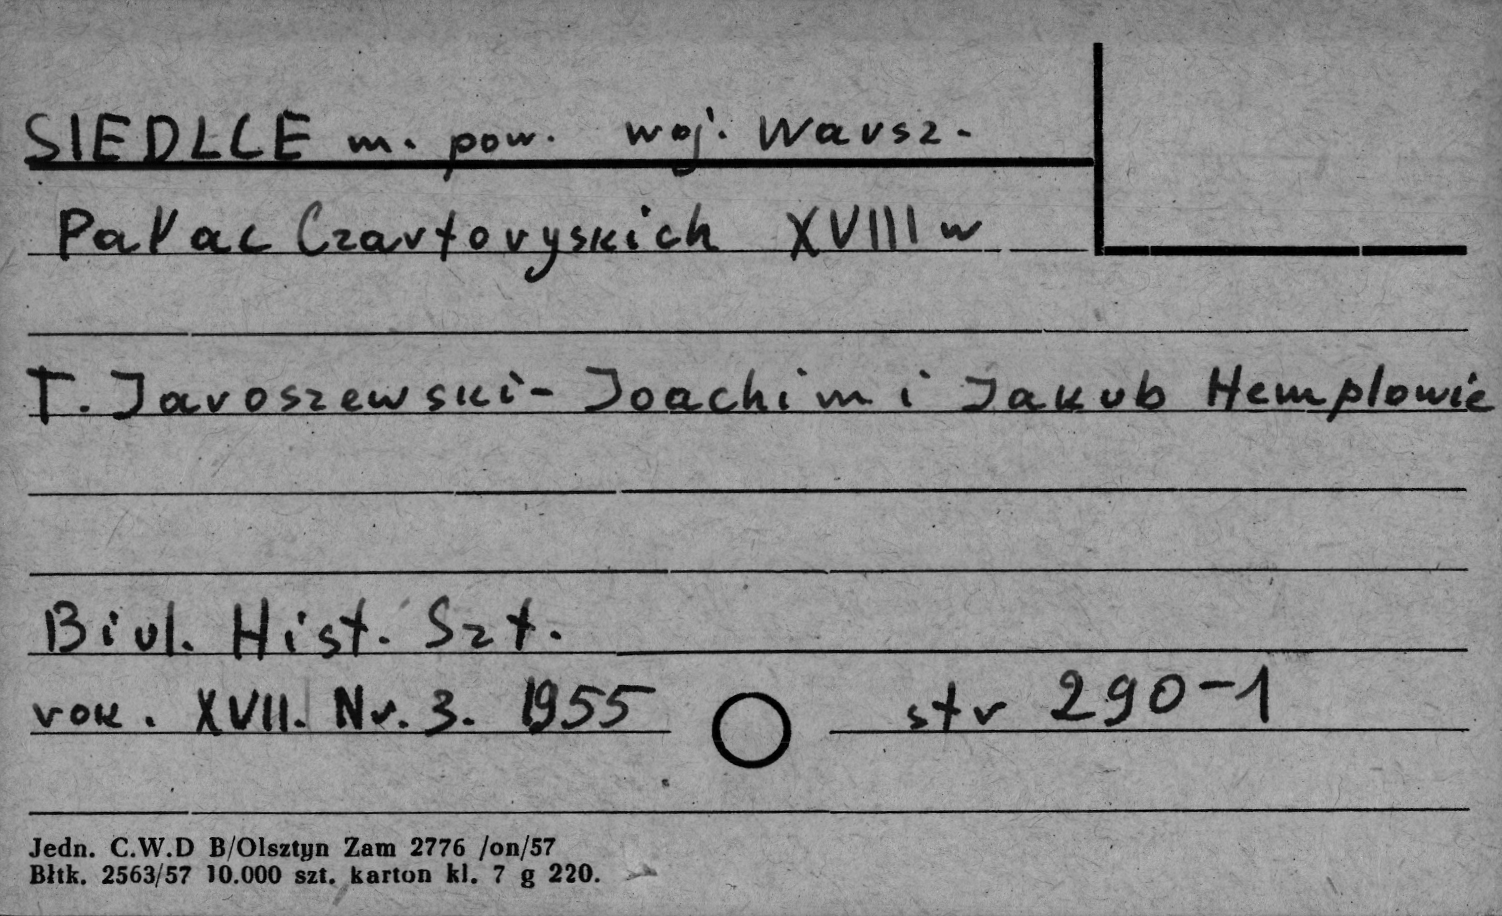 SIEDLCE m. pow. woj. Warsz.
Pałac Czartoryskich XVIII w
T. Jaroszewski - Joachim i Jakub Hemplowie
Biul. Hist. Szt.
rok. XVII. Nr. 3. 1955 str 290-1
Jedn. C.W.D B/Olsztyn Zam 2776 /on/57
Błtk. 2563/57 10.000 szt. karton kl. 7 g 220.